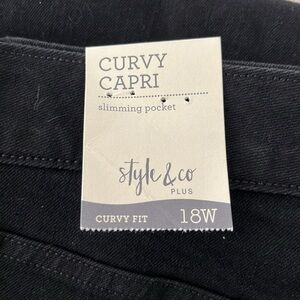 CURVY
CAPRI
slimming pocket
style & co
PLUS
CURVY FIT 18W